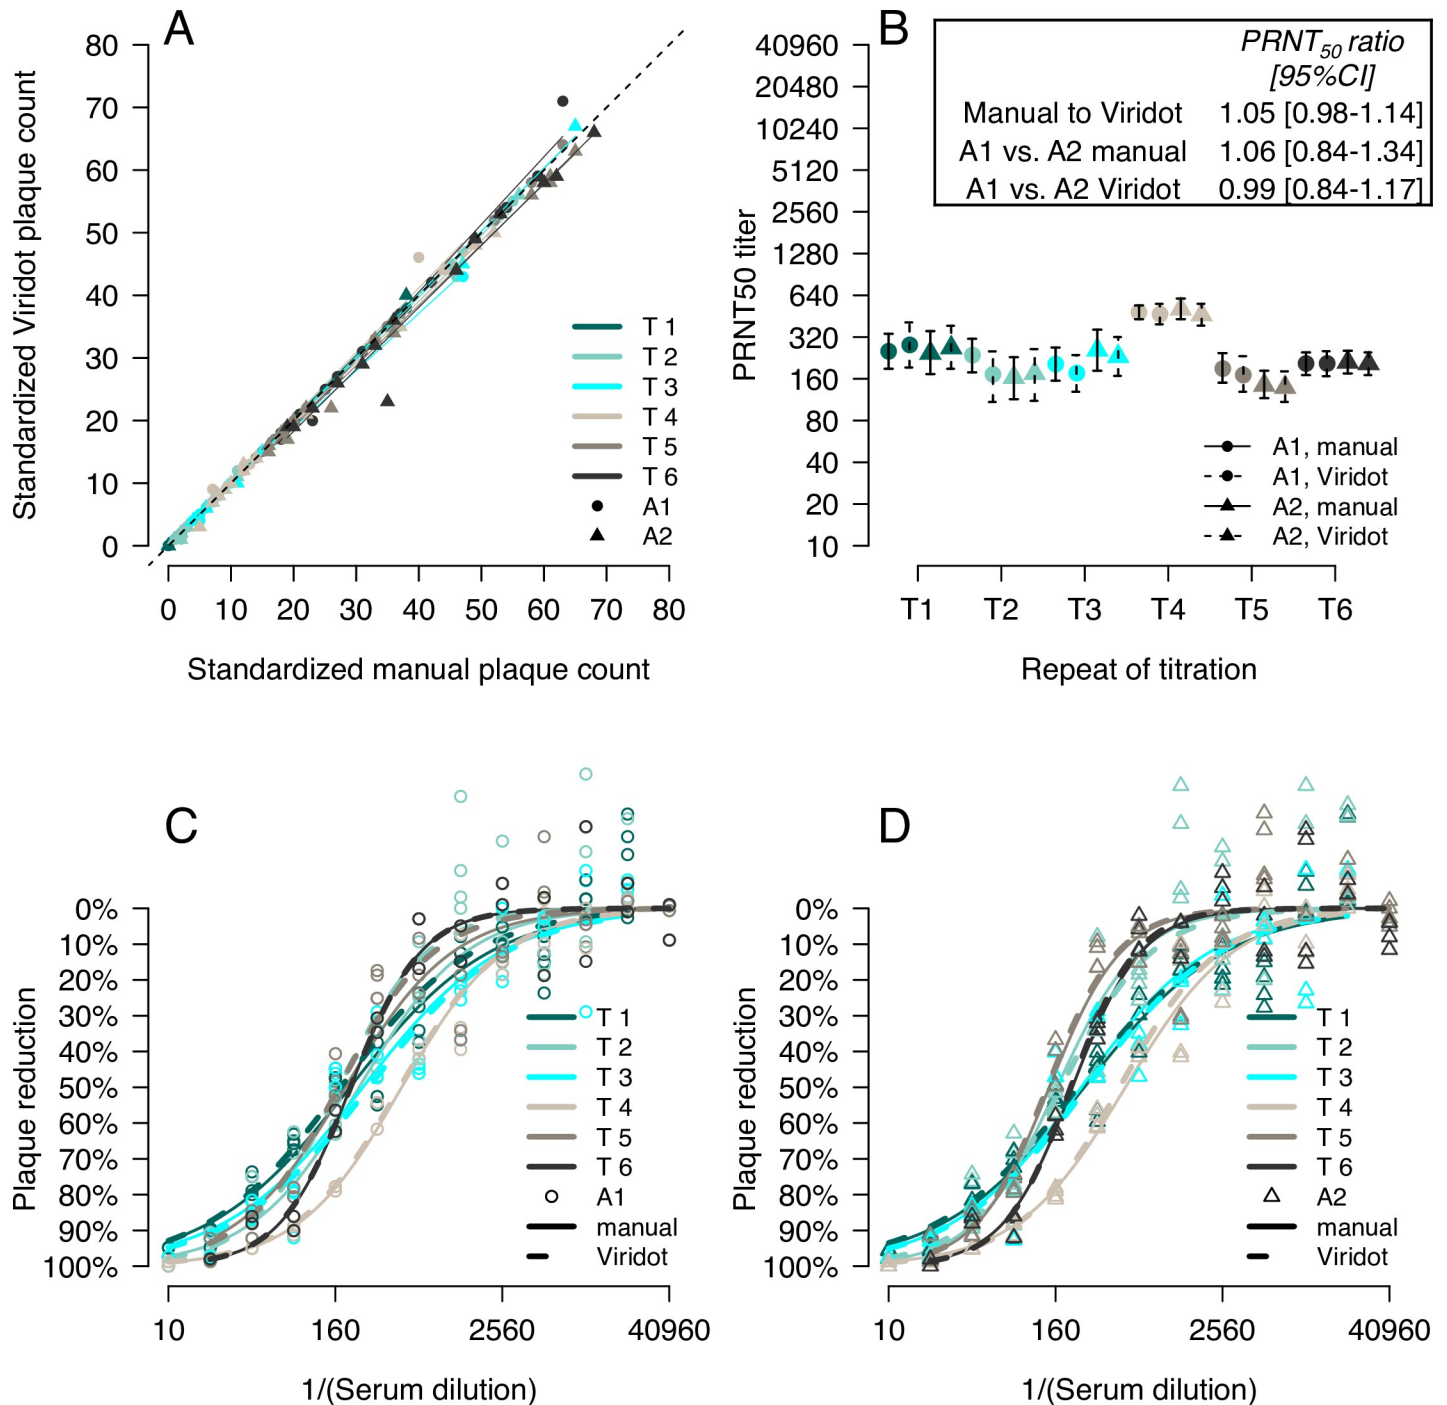 A
80
70
60
50
40
30
20
10
0
Standardized Viridot plaque count
T 1
T 2
T 3
T 4
T 5
T 6
A1
A2
0 10 20 30 40 50 60 70 80
Standardized manual plaque count
B
40960
20480
10240
5120
2560
1280
640
320
160
80
40
20
10
PRNT50 titer
PRNT50 ratio
[95%CI]
Manual to Viridot 1.05 [0.98-1.14]
A1 vs. A2 manual 1.06 [0.84-1.34]
A1 vs. A2 Viridot 0.99 [0.84-1.17]
A1, manual
A1, Viridot
A2, manual
A2, Viridot
T1 T2 T3 T4 T5 T6
Repeat of titration
C
0%
10%
20%
30%
40%
50%
60%
70%
80%
90%
100%
Plaque reduction
T 1
T 2
T 3
T 4
T 5
T 6
A1
manual
Viridot
10 160 2560 40960
1/(Serum dilution)
D
0%
10%
20%
30%
40%
50%
60%
70%
80%
90%
100%
Plaque reduction
T 1
T 2
T 3
T 4
T 5
T 6
A2
manual
Viridot
10 160 2560 40960
1/(Serum dilution)